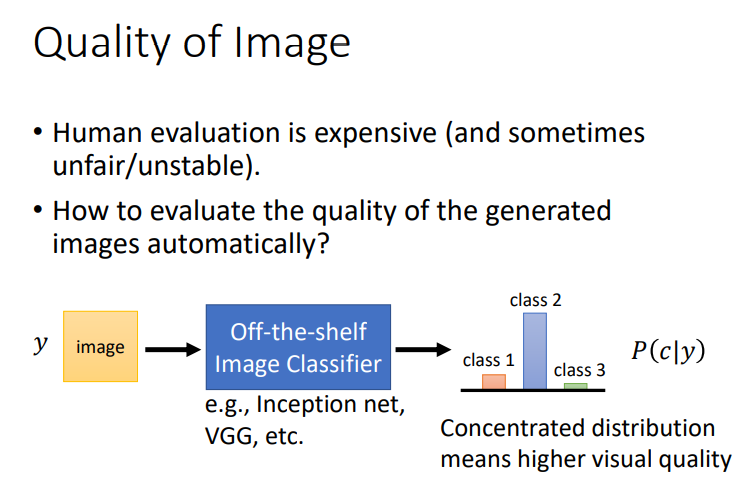 Quality of Image
• Human evaluation is expensive (and sometimes
unfair/unstable).
• How to evaluate the quality of the generated
images automatically?
y
image
Off-the-shelf
Image Classifier
e.g., Inception net,
VGG, etc.
class 1
class 2
class 3
P(c|y)
Concentrated distribution
means higher visual quality